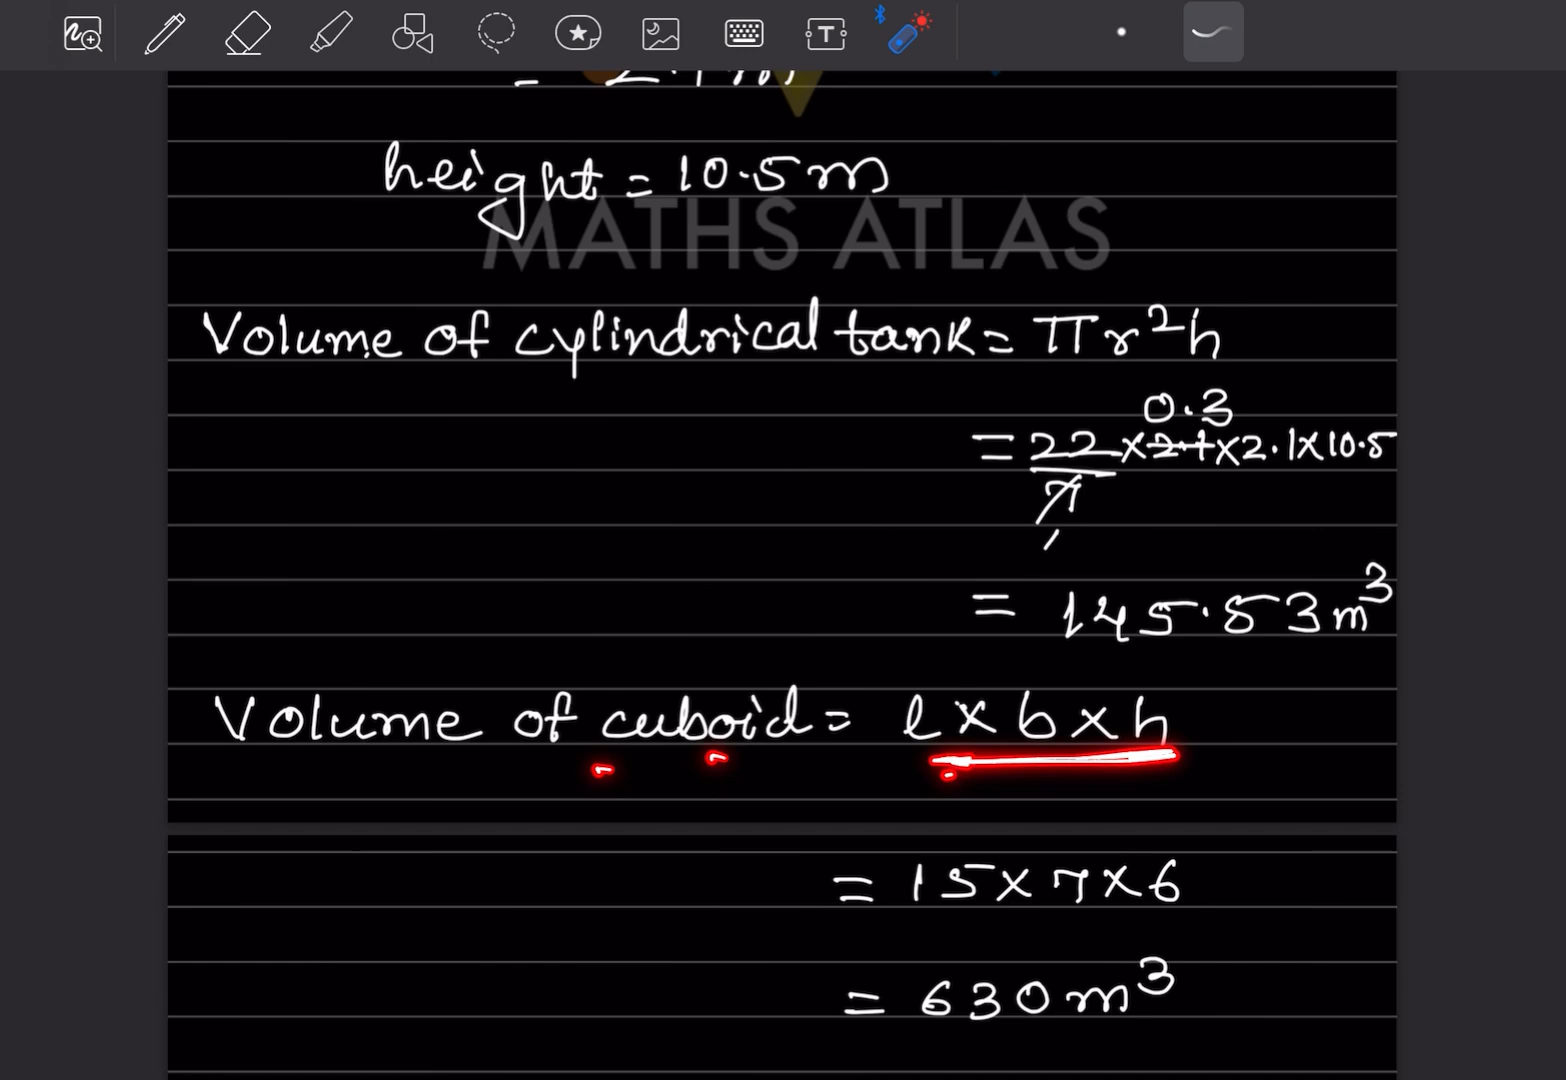 height = 10.5m
MATHS ATLAS
Volume of cylindrical tank = πr²h
0.3
= 22 × 2.1 × 2.1 × 10.5
7
1
= 145.53 m³
Volume of cuboid = l × b × h
= 15 × 7 × 6
= 630 m³